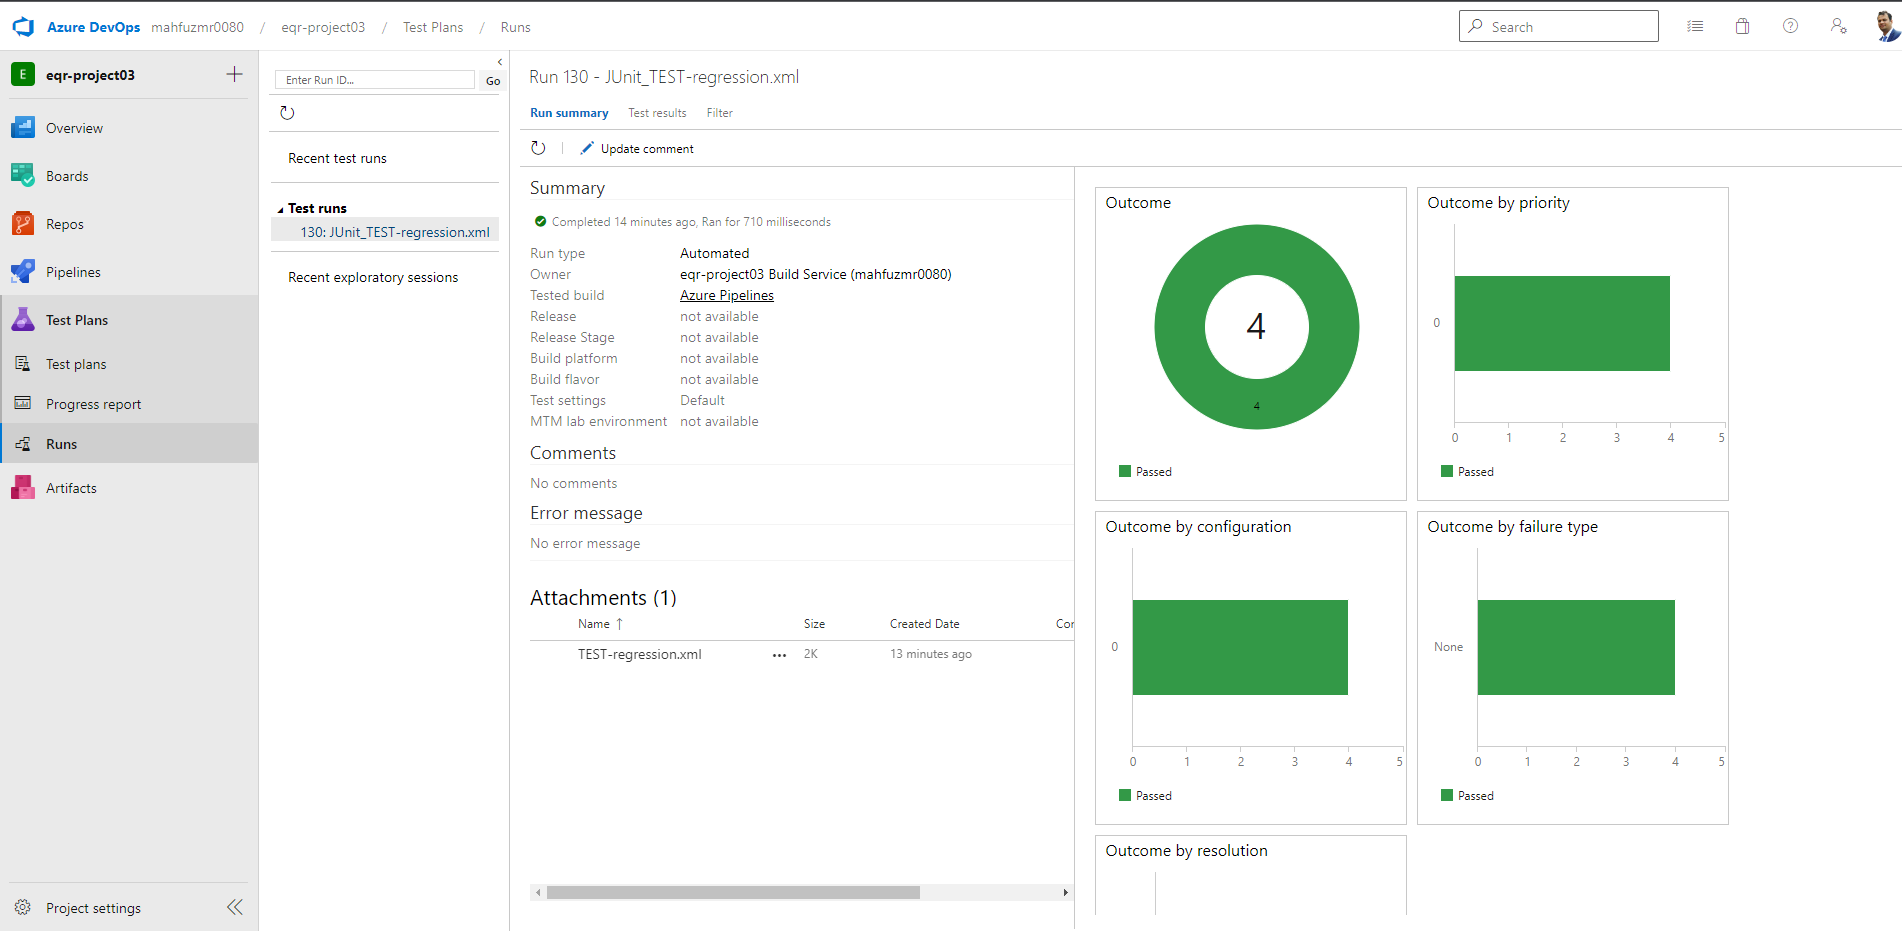 Azure DevOps mahfuzmr0080 / eqr-project03 / Test Plans / Runs
Search
E eqr-project03
Overview
Boards
Repos
Pipelines
Test Plans
Test plans
Progress report
Runs
Artifacts
Project settings
Enter Run ID...
Go
Recent test runs
Test runs
130: JUnit_TEST-regression.xml
Recent exploratory sessions
Run 130 - JUnit_TEST-regression.xml
Run summary Test results Filter
Update comment
Summary
Completed 14 minutes ago, Ran for 710 milliseconds
Run type Automated
Owner eqr-project03 Build Service (mahfuzmr0080)
Tested build Azure Pipelines
Release not available
Release Stage not available
Build platform not available
Build flavor not available
Test settings Default
MTM lab environment not available
Comments
No comments
Error message
No error message
Attachments (1)
Name ↑ Size Created Date Cor
TEST-regression.xml ... 2K 13 minutes ago
Outcome
4
4
Passed
Outcome by priority
0
0 1 2 3 4 5
Passed
Outcome by configuration
0
0 1 2 3 4 5
Passed
Outcome by failure type
None
0 1 2 3 4 5
Passed
Outcome by resolution